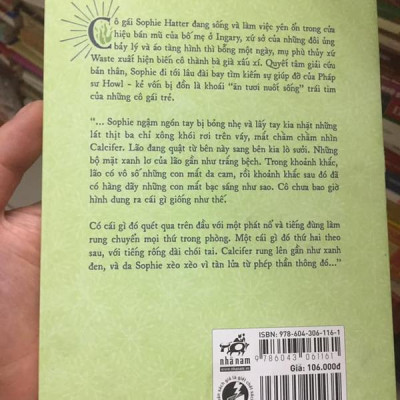 Cô gái Sophie Hatter đang sống và làm việc yên ổn trong cửa
hiệu bán mũ của bố mẹ ở Ingary, xứ sở của những đôi ủng
bảy lý và áo tàng hình thì bỗng một ngày, mụ phù thủy xứ
Waste xuất hiện biến cô thành bà già xấu xí. Quyết tâm giải cứu
bản thân, Sophie đi tới lâu đài bay tìm kiếm sự giúp đỡ của Pháp
sư Howl - kẻ vốn bị đồn là khoái “ăn tươi nuốt sống” trái tim
của những cô gái trẻ.
“... Sophie ngậm ngón tay bị bỏng nhẹ và lấy tay kia nhặt những
lát thịt ba chỉ xông khói rơi trên váy, mắt chằm chằm nhìn
Calcifer. Lão đang quật từ bên này sang bên kia lò sưởi. Những
bộ mặt xanh lơ của lão gần như trắng bệch. Trong khoảnh khắc,
lão có vô số những con mắt da cam, rồi khoảnh khắc sau đó đã
có hàng dãy những con mắt bạc sáng như sao. Cô chưa bao giờ
hình dung ra cái gì giống như thế.
Có cái gì đó quét qua trên đầu với một phát nổ và tiếng đùng làm
rung chuyển mọi thứ trong phòng. Một cái gì đó thứ hai theo
sau, với tiếng rống dài chói tai. Calcifer rung lên gần như xanh
đen, và da Sophie xèo xèo vì tàn lửa từ phép thần thông đó...”
ISBN: 978-604-306-116-1
nhã nam
9 786043 061161
Giá: 106.000đ